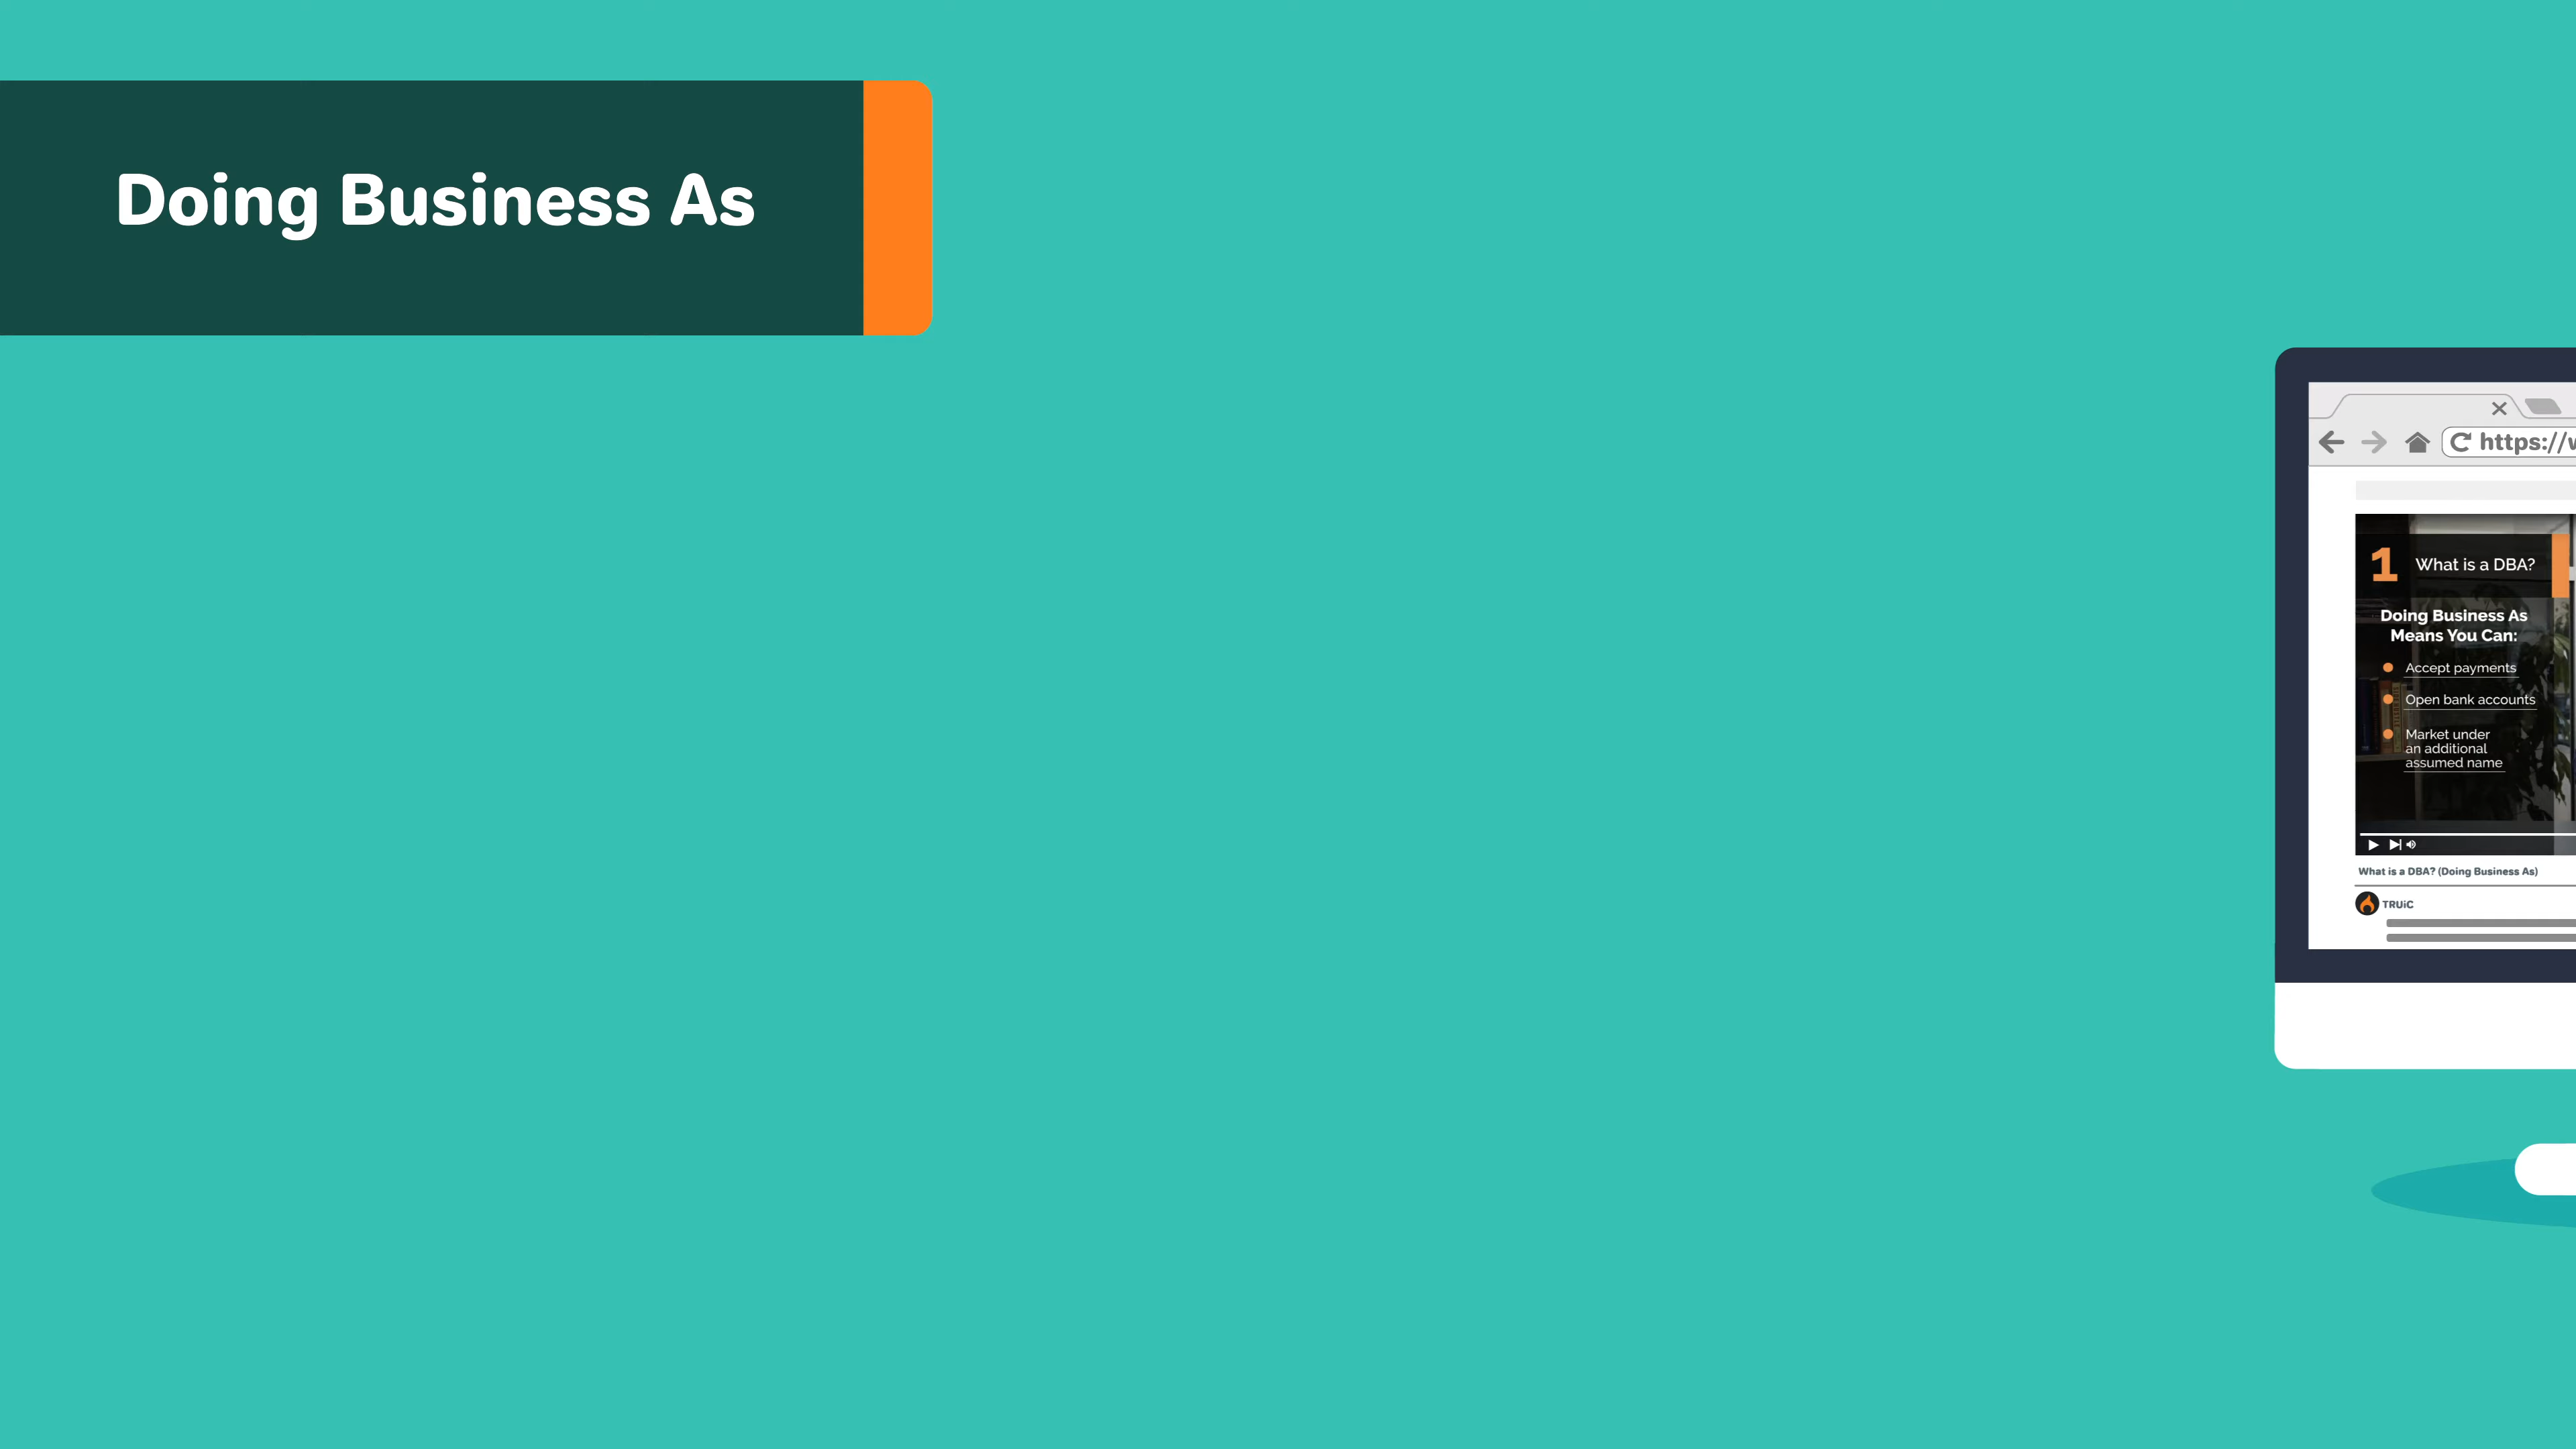 Doing Business As
https://w
1 What is a DBA?
Doing Business As
Means You Can:
Accept payments
Open bank accounts
Market under
an additional
assumed name
What is a DBA? (Doing Business As)
TRUiC